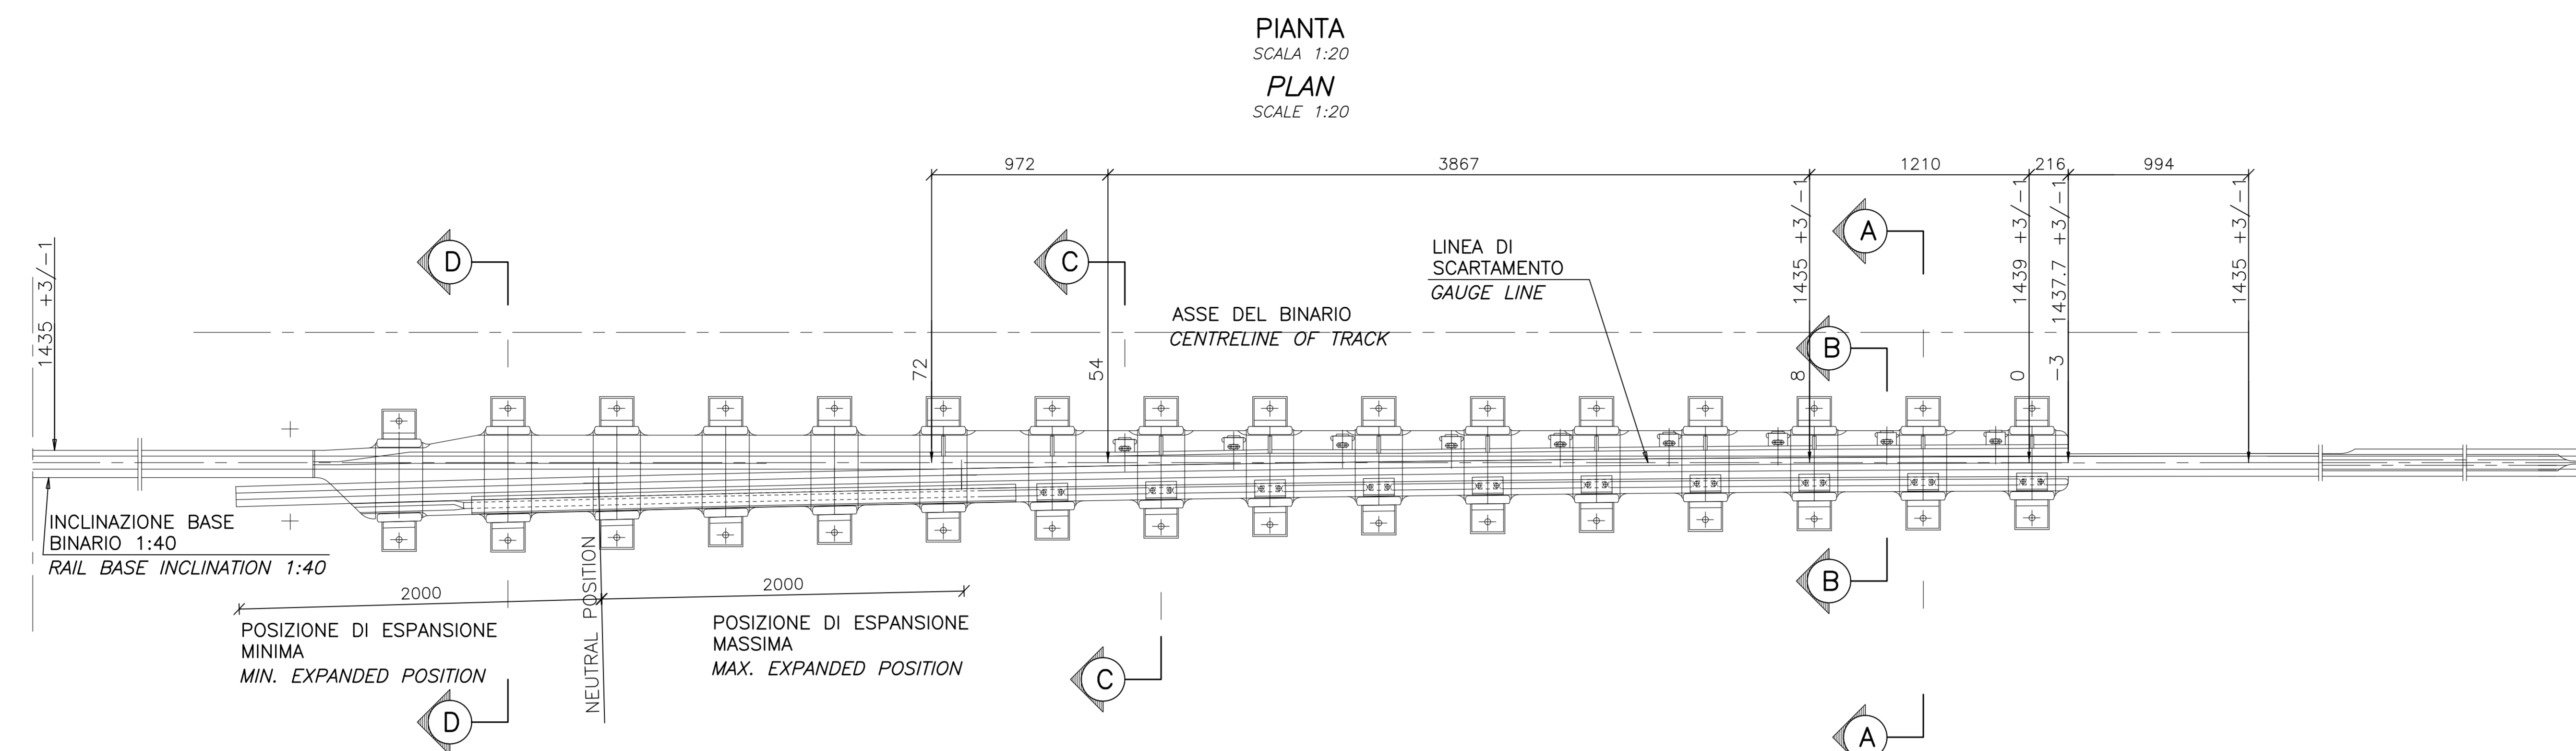 PIANTA
SCALA 1:20
PLAN
SCALE 1:20
972
3867
1210
216
994
1435 +3/-1
D
C
LINEA DI
SCARTAMENTO
GAUGE LINE
1435 +3/-1
A
1439 +3/-1
1437.7 +3/-1
1435 +3/-1
ASSE DEL BINARIO
CENTRELINE OF TRACK
B
72
54
8
0
-3
INCLINAZIONE BASE
BINARIO 1:40
RAIL BASE INCLINATION 1:40
2000
NEUTRAL POSITION
2000
B
POSIZIONE DI ESPANSIONE
MINIMA
MIN. EXPANDED POSITION
POSIZIONE DI ESPANSIONE
MASSIMA
MAX. EXPANDED POSITION
C
D
A